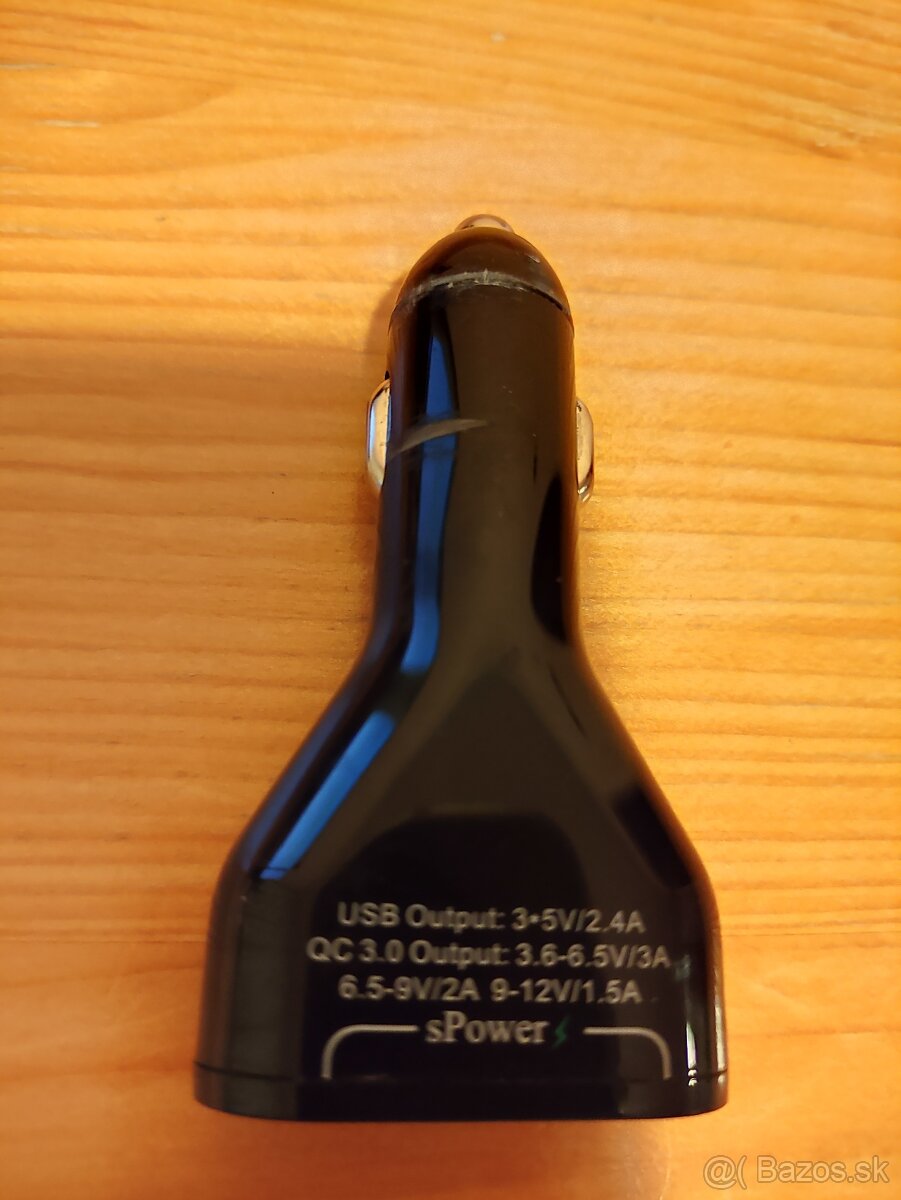 USB Output: 3*5V/2.4A
QC 3.0 Output: 3.6-6.5V/3A
6.5-9V/2A 9-12V/1.5A
sPower
@( Bazos.sk